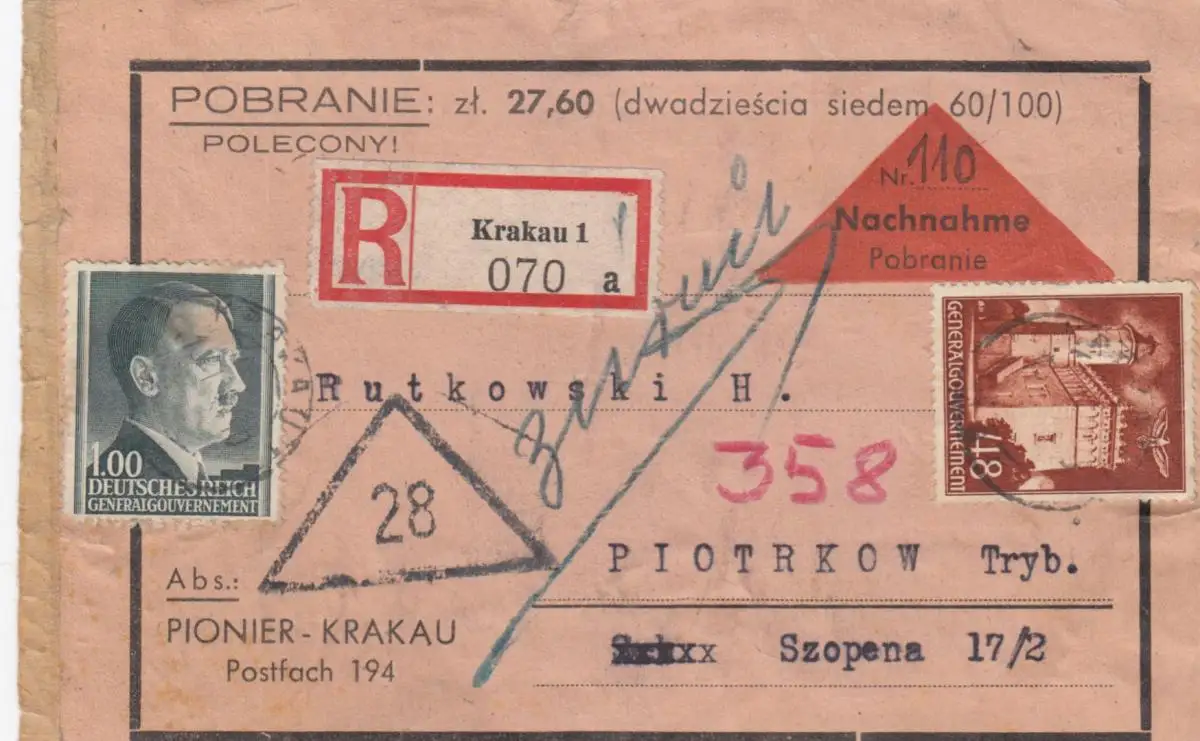 POBRANIE: zł. 27,60 (dwadzieścia siedem 60/100)
POLECONY!
Nr. 110
Nachnahme
Pobranie
R
Krakau 1
070 a
Rutkowski H.
1.00
DEUTSCHES REICH
GENERALGOUVERNEMENT
GENERALGOUVERNEMENT
48
28
358
PIOTRKOW Tryb.
Abs.:
PIONIER-KRAKAU
Postfach 194
Szopena 17/2